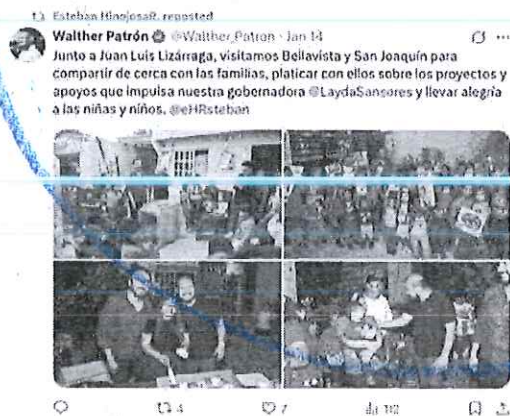 Esteban HinojosaR. reposted
Walther Patrón @Walther_Patron · Jan 14
Junto a Juan Luis Lizárraga, visitamos Bellavista y San Joaquín para
compartir de cerca con las familias, platicar con ellos sobre los proyectos y
apoyos que impulsa nuestra gobernadora @LaydaSansores y llevar alegría
a las niñas y niños. @eHRsteban
4 7 112